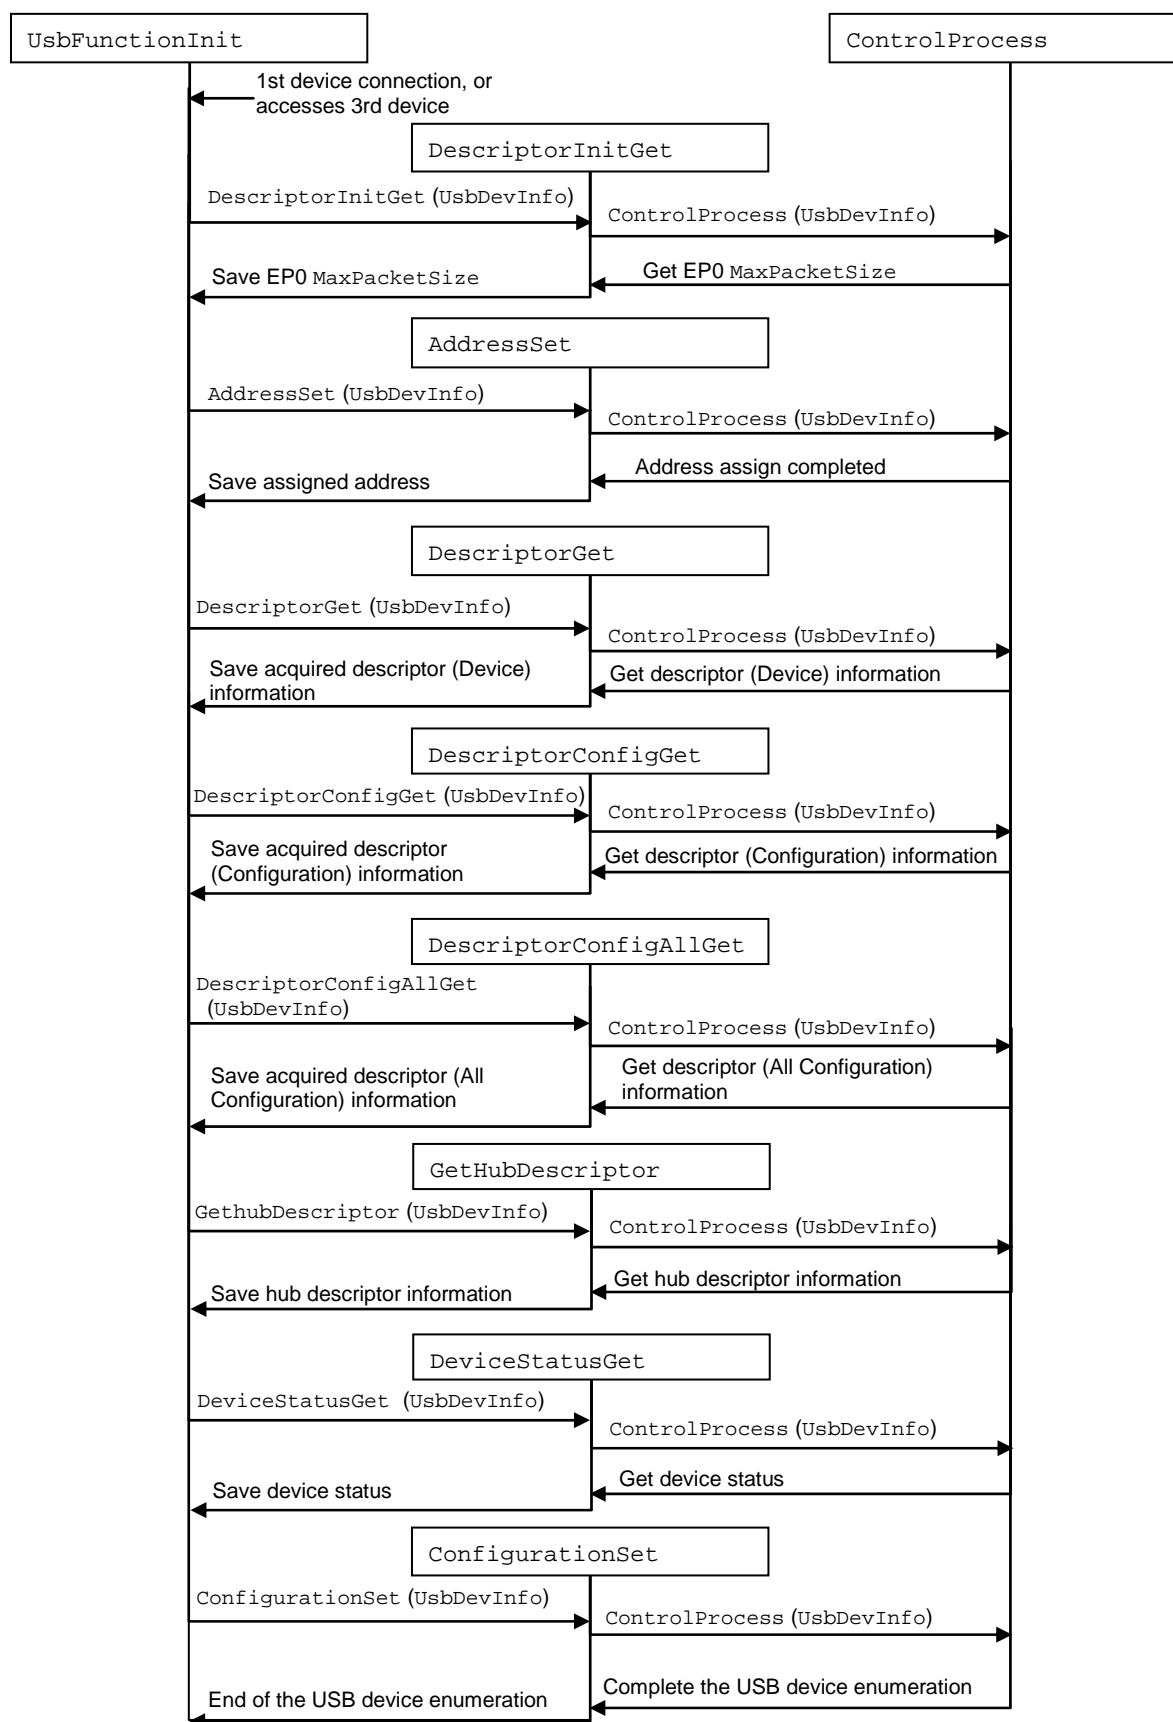 UsbFunctionInit
ControlProcess
1st device connection, or
accesses 3rd device
DescriptorInitGet
DescriptorInitGet (UsbDevInfo)
ControlProcess (UsbDevInfo)
Get EP0 MaxPacketSize
Save EP0 MaxPacketSize
AddressSet
AddressSet (UsbDevInfo)
ControlProcess (UsbDevInfo)
Address assign completed
Save assigned address
DescriptorGet
DescriptorGet (UsbDevInfo)
ControlProcess (UsbDevInfo)
Save acquired descriptor (Device)
information
Get descriptor (Device) information
DescriptorConfigGet
DescriptorConfigGet (UsbDevInfo)
ControlProcess (UsbDevInfo)
Save acquired descriptor
(Configuration) information
Get descriptor (Configuration) information
DescriptorConfigAllGet
DescriptorConfigAllGet
(UsbDevInfo)
ControlProcess (UsbDevInfo)
Get descriptor (All Configuration)
information
Save acquired descriptor (All
Configuration) information
GetHubDescriptor
GethubDescriptor (UsbDevInfo)
ControlProcess (UsbDevInfo)
Get hub descriptor information
Save hub descriptor information
DeviceStatusGet
DeviceStatusGet (UsbDevInfo)
ControlProcess (UsbDevInfo)
Get device status
Save device status
ConfigurationSet
ConfigurationSet (UsbDevInfo)
ControlProcess (UsbDevInfo)
Complete the USB device enumeration
End of the USB device enumeration